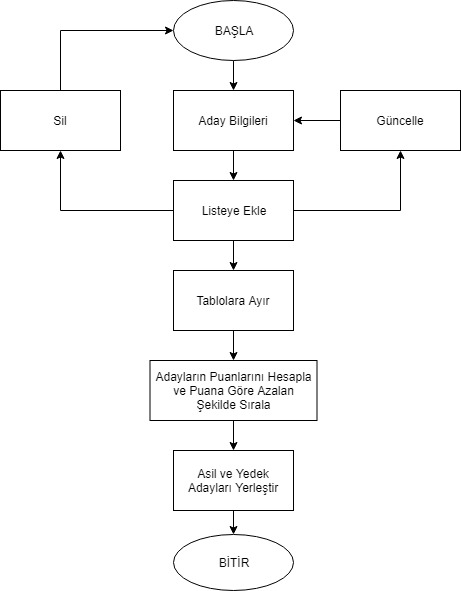 BAŞLA
Sil
Aday Bilgileri
Güncelle
Listeye Ekle
Tablolara Ayır
Adayların Puanlarını Hesapla
ve Puana Göre Azalan
Şekilde Sırala
Asil ve Yedek
Adayları Yerleştir
BİTİR